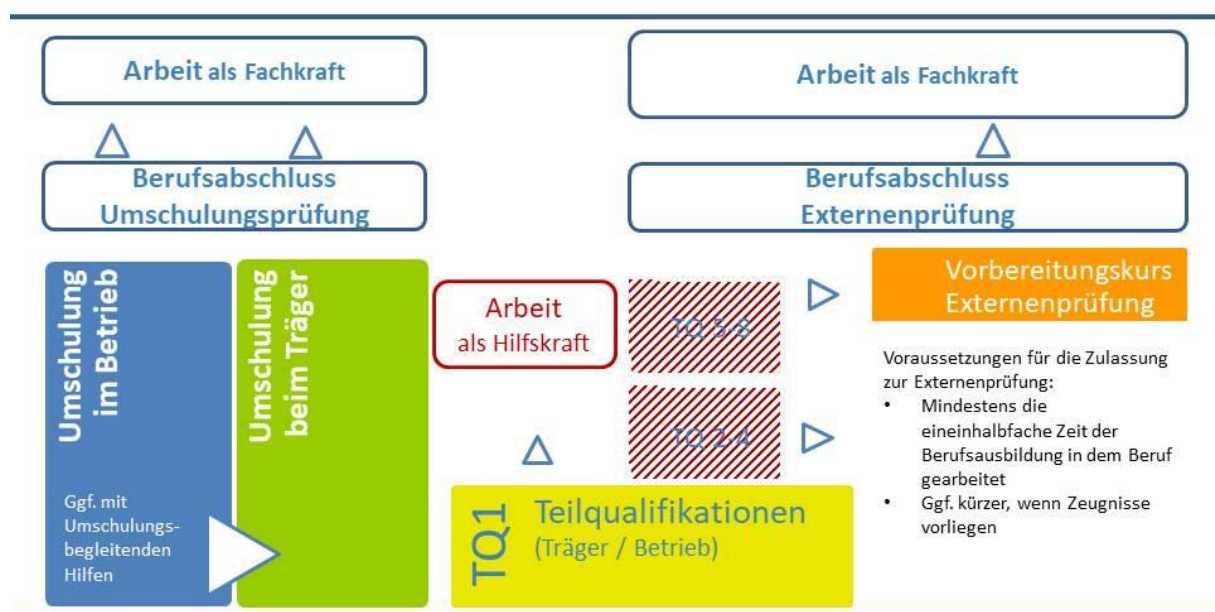 Arbeit als Fachkraft
Arbeit als Fachkraft
Berufsabschluss
Umschulungsprüfung
Berufsabschluss
Externenprüfung
Umschulung
im Betrieb
Ggf. mit
Umschulungs-
begleitenden
Hilfen
Umschulung
beim Träger
Arbeit
als Hilfskraft
TQ 5-8
TQ 2-4
TQ1
Teilqualifikationen
(Träger / Betrieb)
Vorbereitungskurs
Externenprüfung
Voraussetzungen für die Zulassung
zur Externenprüfung:
• Mindestens die
eineinhalbfache Zeit der
Berufsausbildung in dem Beruf
gearbeitet
• Ggf. kürzer, wenn Zeugnisse
vorliegen